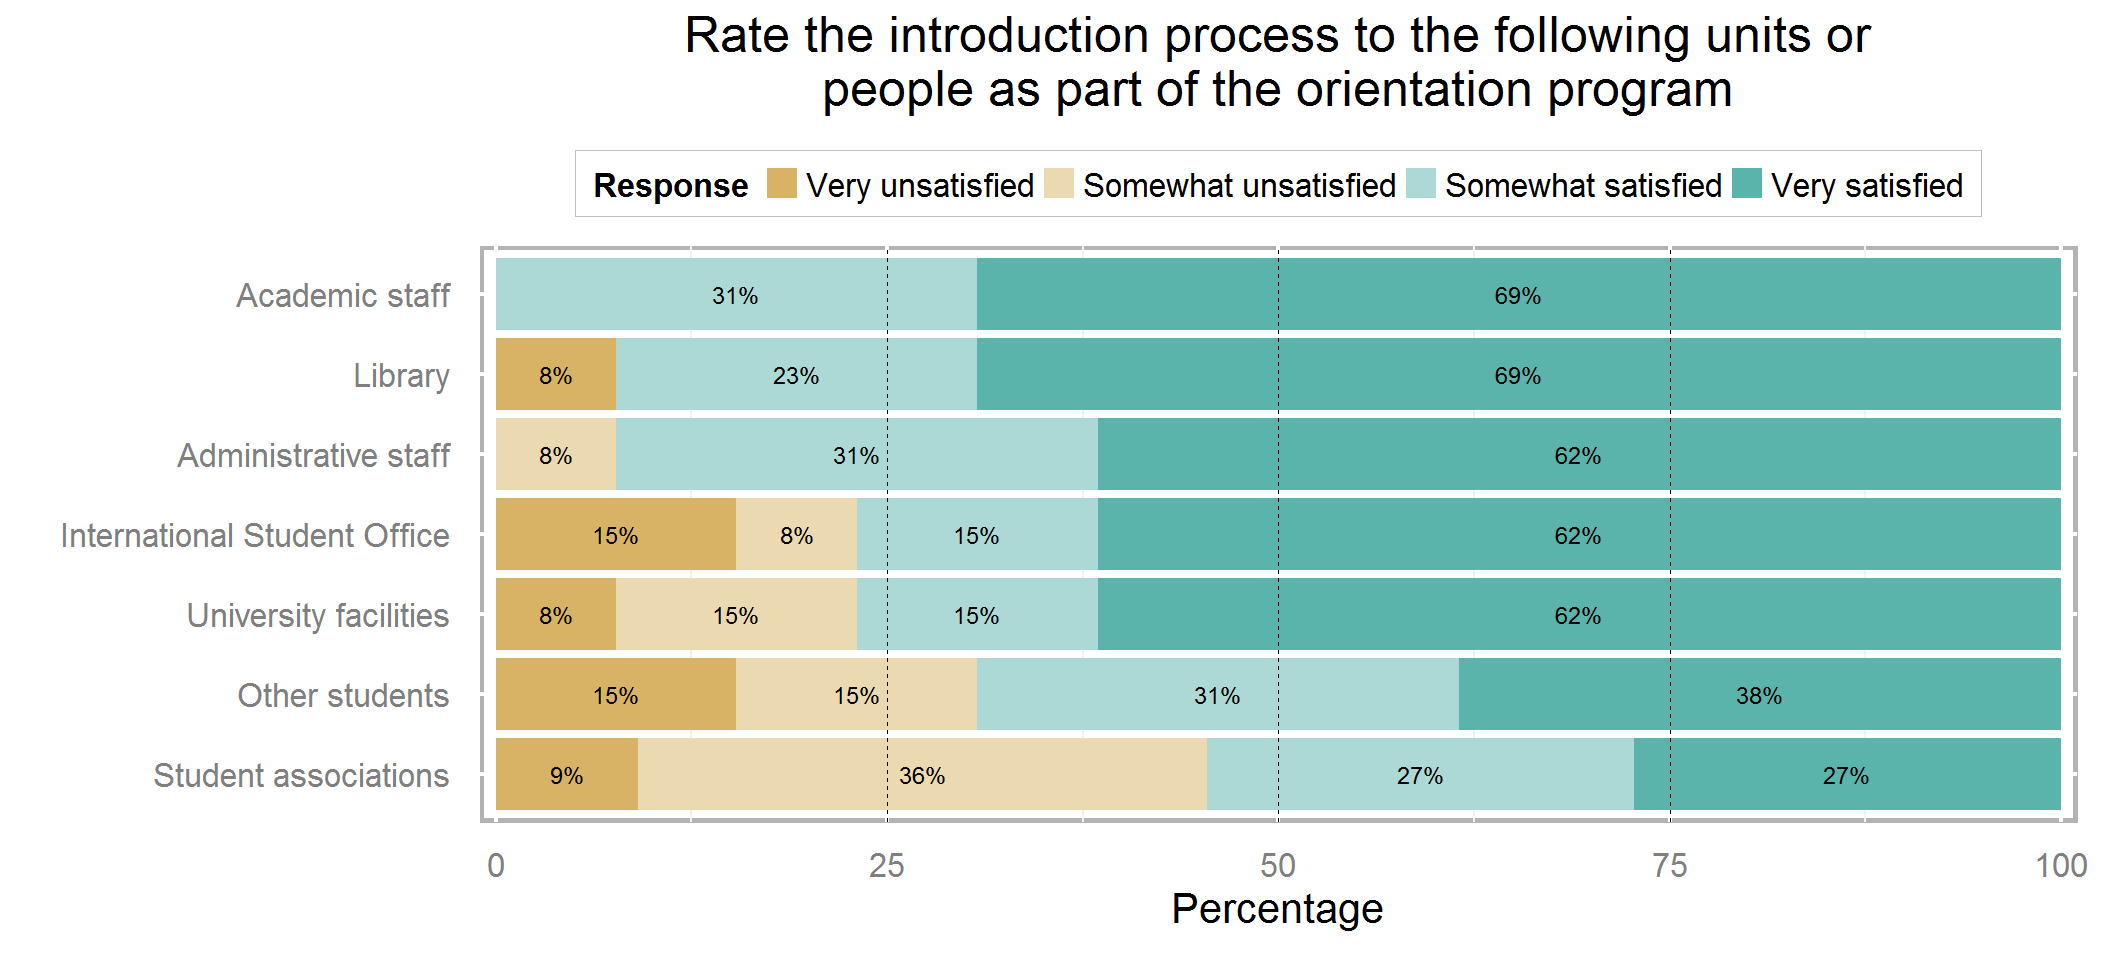 Rate the introduction process to the following units or
people as part of the orientation program
Response Very unsatisfied Somewhat unsatisfied Somewhat satisfied Very satisfied
Academic staff 31% 69%
Library 8% 23% 69%
Administrative staff 8% 31% 62%
International Student Office 15% 8% 15% 62%
University facilities 8% 15% 15% 62%
Other students 15% 15% 31% 38%
Student associations 9% 36% 27% 27%
0 25 50 75 100
Percentage